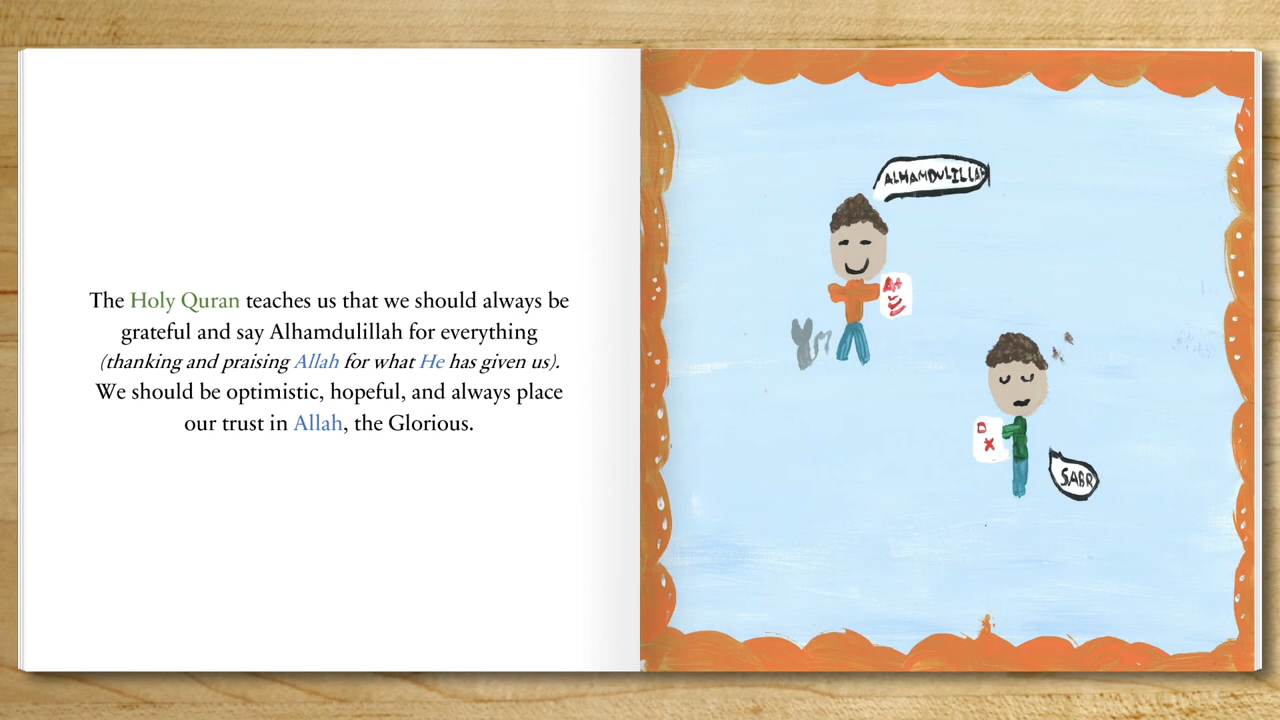 The Holy Quran teaches us that we should always be
grateful and say Alhamdulillah for everything
(thanking and praising Allah for what He has given us).
We should be optimistic, hopeful, and always place
our trust in Allah, the Glorious.
ALHAMDULILLAH
A+
D
X
SABR